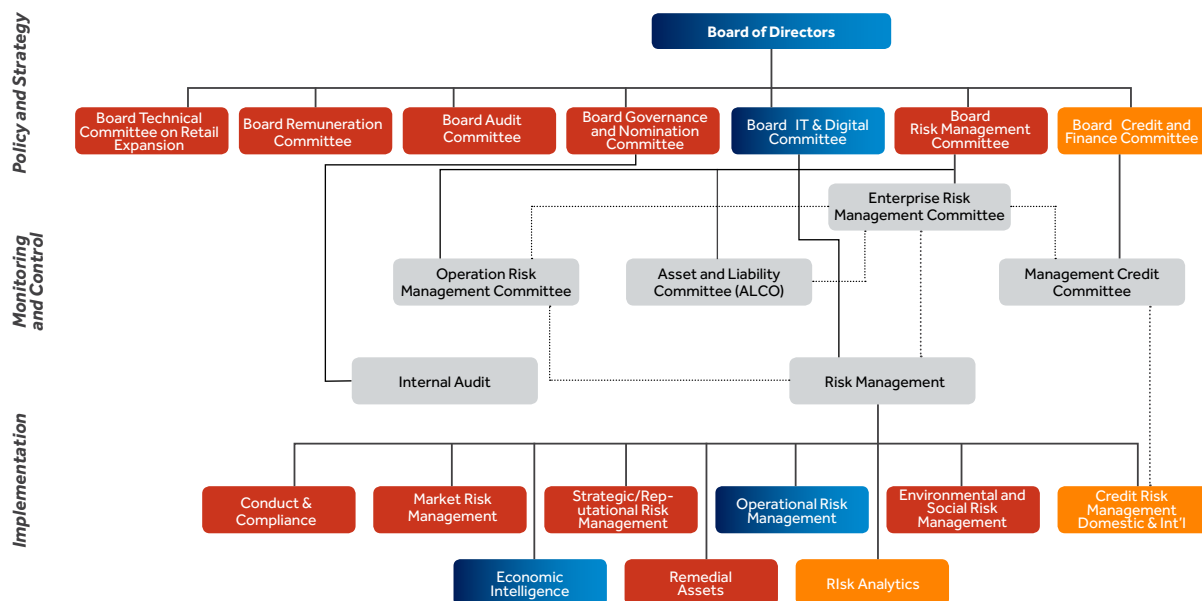 Policy and Strategy
Board of Directors
Board Technical
Committee on Retail
Expansion
Board Remuneration
Committee
Board Audit
Committee
Board Governance
and Nomination
Committee
Board IT & Digital
Committee
Board
Risk Management
Committee
Board Credit and
Finance Committee
Monitoring
and Control
Enterprise Risk
Management Committee
Operation Risk
Management Committee
Asset and Liability
Committee (ALCO)
Management Credit
Committee
Internal Audit
Risk Management
Implementation
Conduct &
Compliance
Market Risk
Management
Strategic/Rep-
utational Risk
Management
Operational Risk
Management
Environmental and
Social Risk
Management
Credit Risk
Management
Domestic & Int'l
Economic
Intelligence
Remedial
Assets
RIsk Analytics